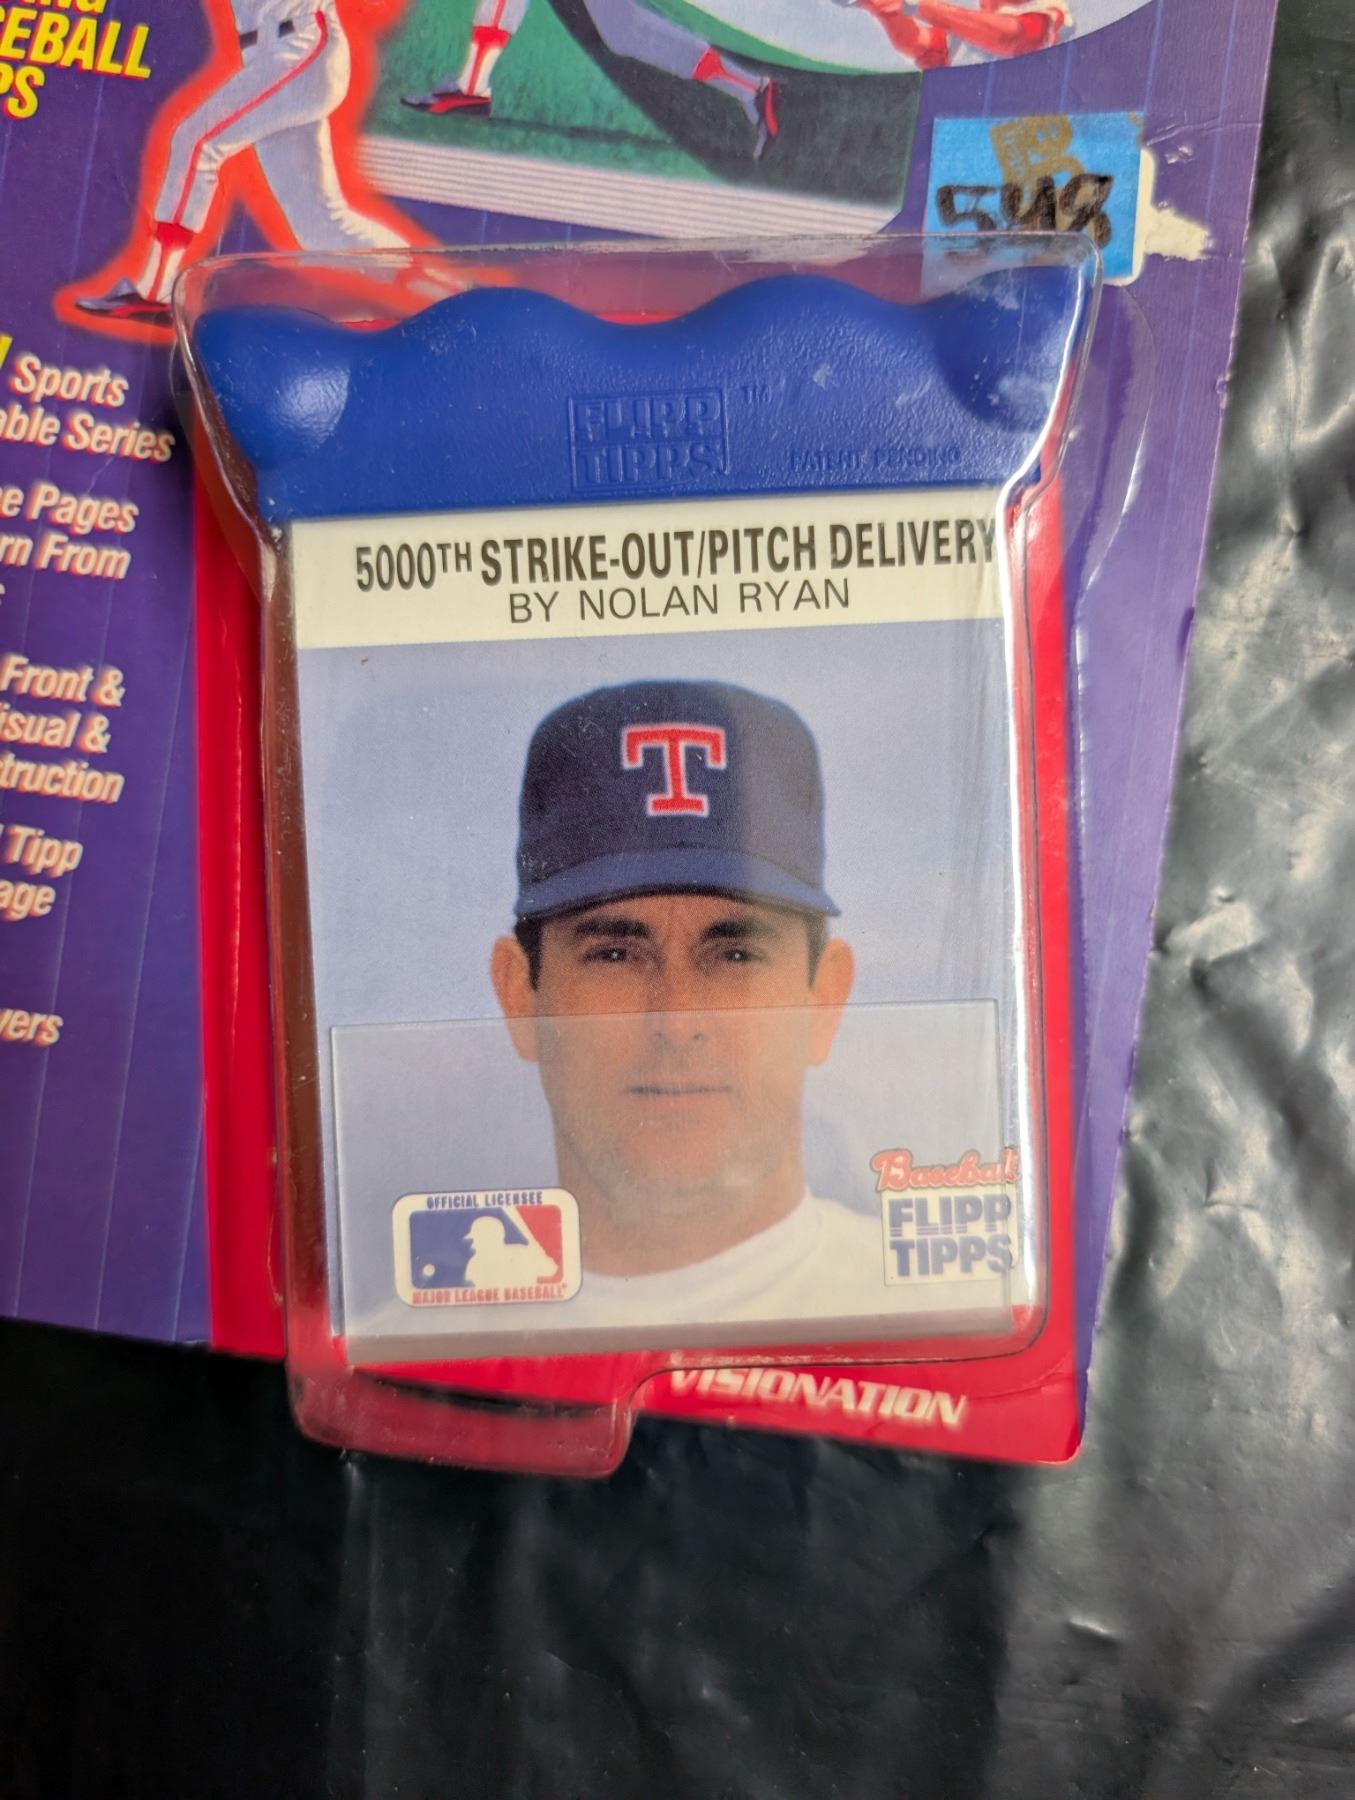 EBALL
PS
548
Sports
able Series
e Pages
rn From
Front &
isual &
truction
Tipp
age
yers
FLIPP
TIPPS
TM
PATENT PENDING
5000TH STRIKE-OUT/PITCH DELIVERY
BY NOLAN RYAN
T
OFFICIAL LICENSEE
MAJOR LEAGUE BASEBALL
Baseball
FLIPP
TIPPS
VISIONATION